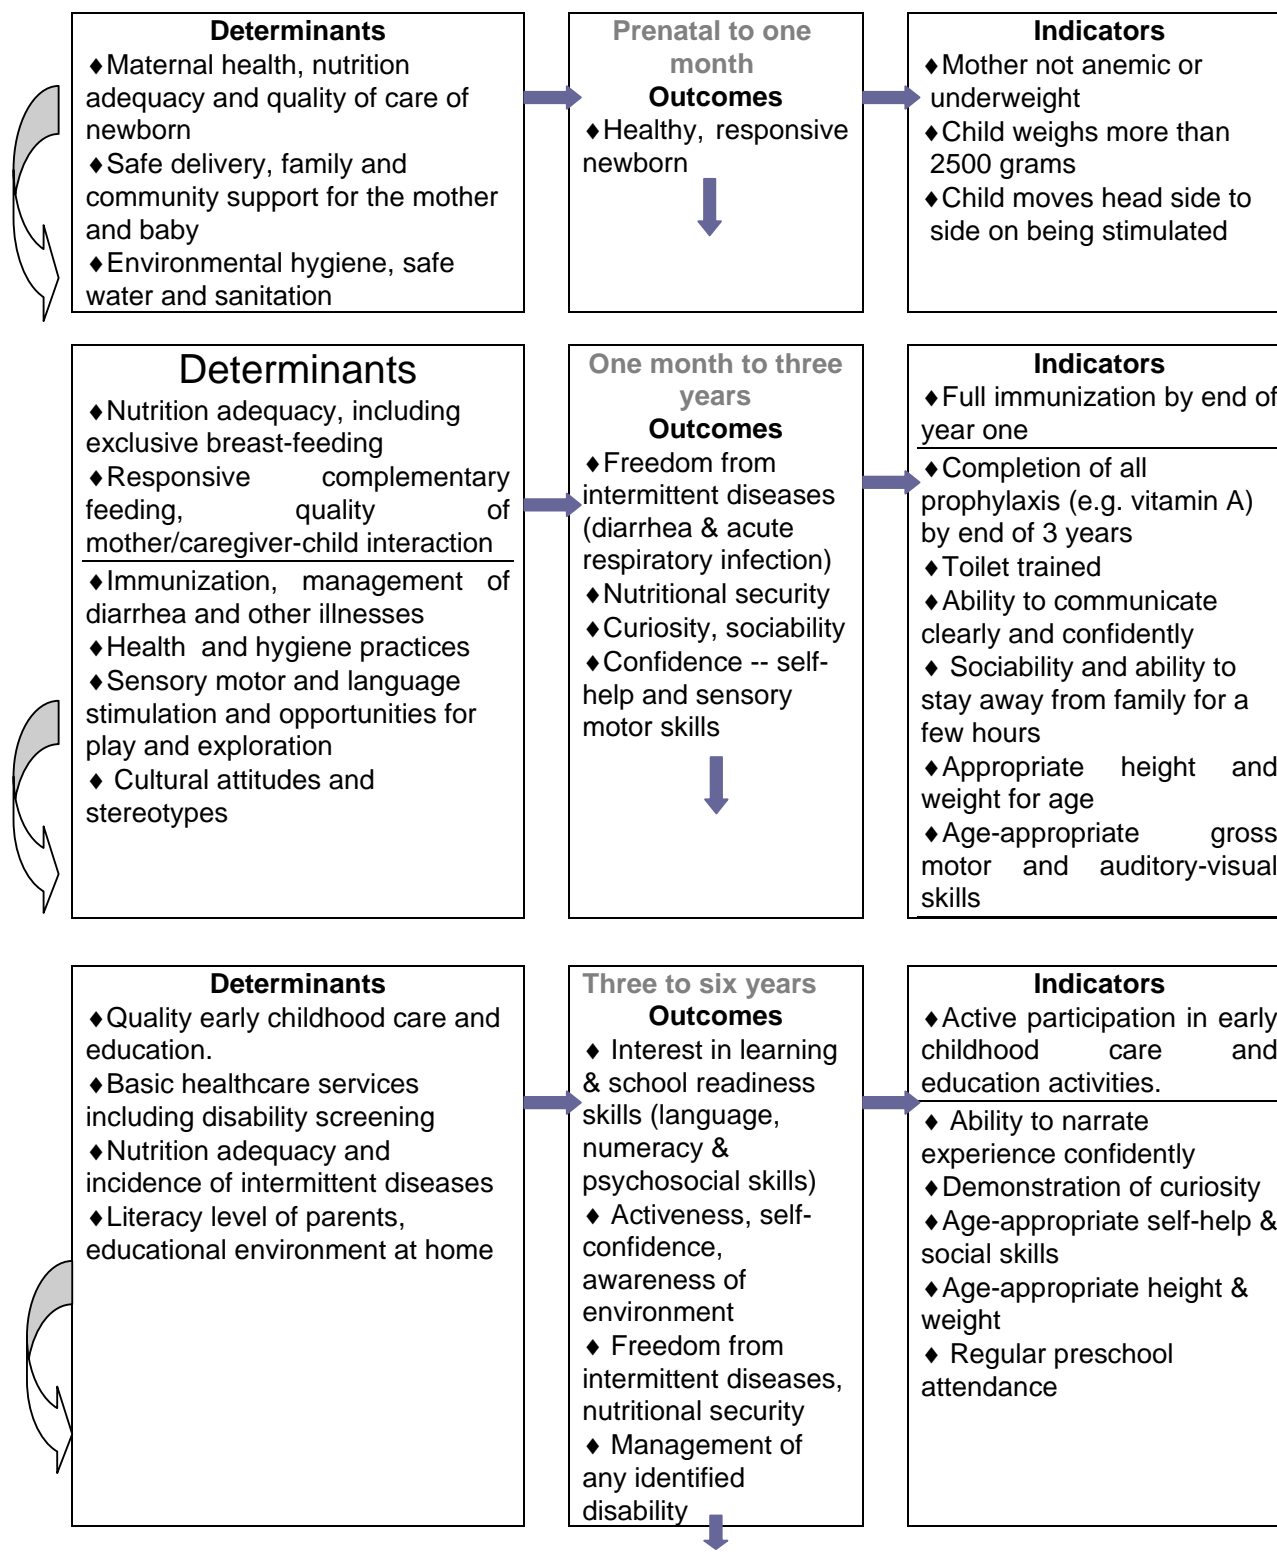 Determinants
♦Maternal health, nutrition
adequacy and quality of care of
newborn
♦Safe delivery, family and
community support for the mother
and baby
♦Environmental hygiene, safe
water and sanitation
Prenatal to one
month
Outcomes
♦Healthy, responsive
newborn
Indicators
♦Mother not anemic or
underweight
♦Child weighs more than
2500 grams
♦Child moves head side to
side on being stimulated
Determinants
♦Nutrition adequacy, including
exclusive breast-feeding
♦Responsive complementary
feeding, quality of
mother/caregiver-child interaction
♦Immunization, management of
diarrhea and other illnesses
♦Health and hygiene practices
♦Sensory motor and language
stimulation and opportunities for
play and exploration
♦ Cultural attitudes and
stereotypes
One month to three
years
Outcomes
♦Freedom from
intermittent diseases
(diarrhea & acute
respiratory infection)
♦Nutritional security
♦Curiosity, sociability
♦Confidence -- self-
help and sensory
motor skills
Indicators
♦Full immunization by end of
year one
♦Completion of all
prophylaxis (e.g. vitamin A)
by end of 3 years
♦Toilet trained
♦Ability to communicate
clearly and confidently
♦ Sociability and ability to
stay away from family for a
few hours
♦Appropriate height and
weight for age
♦Age-appropriate gross
motor and auditory-visual
skills
Determinants
♦Quality early childhood care and
education.
♦Basic healthcare services
including disability screening
♦Nutrition adequacy and
incidence of intermittent diseases
♦Literacy level of parents,
educational environment at home
Three to six years
Outcomes
♦ Interest in learning
& school readiness
skills (language,
numeracy &
psychosocial skills)
♦ Activeness, self-
confidence,
awareness of
environment
♦ Freedom from
intermittent diseases,
nutritional security
♦ Management of
any identified
disability
Indicators
♦Active participation in early
childhood care and
education activities.
♦ Ability to narrate
experience confidently
♦Demonstration of curiosity
♦Age-appropriate self-help &
social skills
♦Age-appropriate height &
weight
♦ Regular preschool
attendance